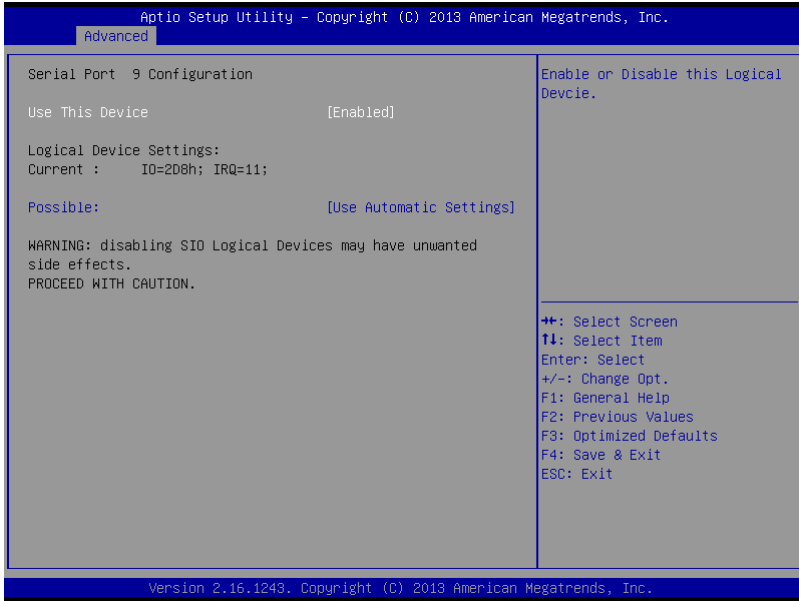 Aptio Setup Utility – Copyright (C) 2013 American Megatrends, Inc.
Advanced
Serial Port 9 Configuration
Use This Device [Enabled]
Logical Device Settings:
Current : IO=2D8h; IRQ=11;
Possible: [Use Automatic Settings]
WARNING: disabling SIO Logical Devices may have unwanted
side effects.
PROCEED WITH CAUTION.
Enable or Disable this Logical
Devcie.
→←: Select Screen
↑↓: Select Item
Enter: Select
+/-: Change Opt.
F1: General Help
F2: Previous Values
F3: Optimized Defaults
F4: Save & Exit
ESC: Exit
Version 2.16.1243. Copyright (C) 2013 American Megatrends, Inc.